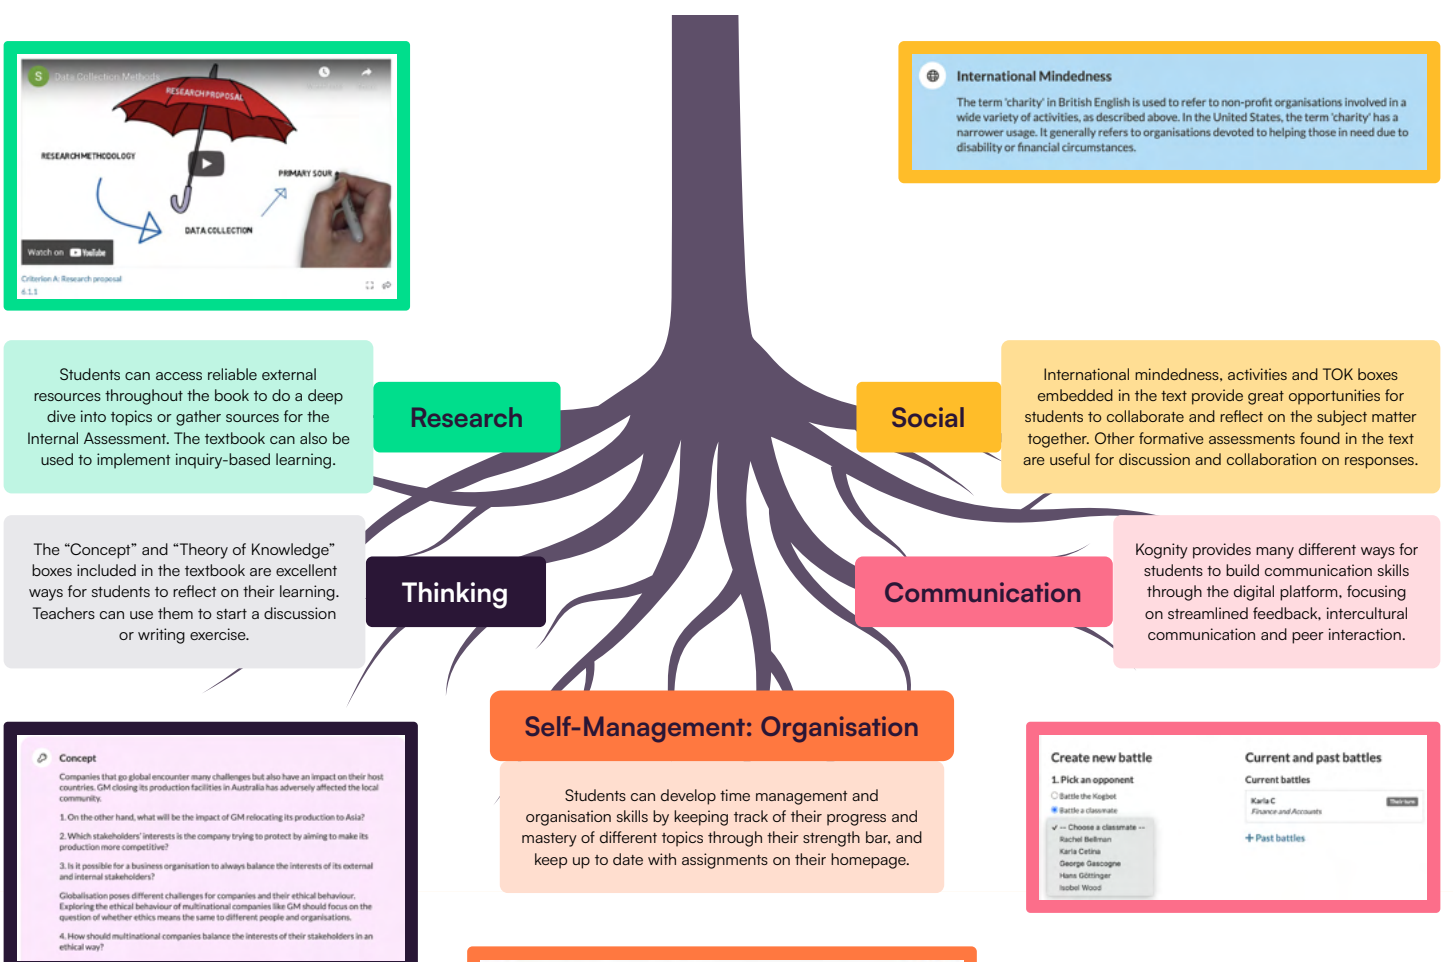 S Data Collection Methods
RESEARCH PROPOSAL
RESEARCH METHODOLOGY
PRIMARY SOUR
DATA COLLECTION
Watch on YouTube
Criterion A: Research proposal
6.1.1
International Mindedness
The term 'charity' in British English is used to refer to non-profit organisations involved in a
wide variety of activities, as described above. In the United States, the term 'charity' has a
narrower usage. It generally refers to organisations devoted to helping those in need due to
disability or financial circumstances.
Students can access reliable external
resources throughout the book to do a deep
dive into topics or gather sources for the
Internal Assessment. The textbook can also be
used to implement inquiry-based learning.
Research
Social
International mindedness, activities and TOK boxes
embedded in the text provide great opportunities for
students to collaborate and reflect on the subject matter
together. Other formative assessments found in the text
are useful for discussion and collaboration on responses.
The “Concept” and “Theory of Knowledge”
boxes included in the textbook are excellent
ways for students to reflect on their learning.
Teachers can use them to start a discussion
or writing exercise.
Thinking
Communication
Kognity provides many different ways for
students to build communication skills
through the digital platform, focusing
on streamlined feedback, intercultural
communication and peer interaction.
Self-Management: Organisation
Students can develop time management and
organisation skills by keeping track of their progress and
mastery of different topics through their strength bar, and
keep up to date with assignments on their homepage.
Concept
Companies that go global encounter many challenges but also have an impact on their host
countries. GM closing its production facilities in Australia has adversely affected the local
community.
1. On the other hand, what will be the impact of GM relocating its production to Asia?
2. Which stakeholders' interests is the company trying to protect by aiming to make its
production more competitive?
3. Is it possible for a business organisation to always balance the interests of its external
and internal stakeholders?
Globalisation poses different challenges for companies and their ethical behaviour.
Exploring the ethical behaviour of multinational companies like GM should focus on the
question of whether ethics means the same to different people and organisations.
4. How should multinational companies balance the interests of their stakeholders in an
ethical way?
Create new battle
1. Pick an opponent
Battle the Kogbot
Battle a classmate
✓ -- Choose a classmate --
Rachel Bellman
Karla Cetina
George Gascogne
Hans Göttinger
Isobel Wood
Current and past battles
Current battles
Karla C Their turn
Finance and Accounts
+ Past battles